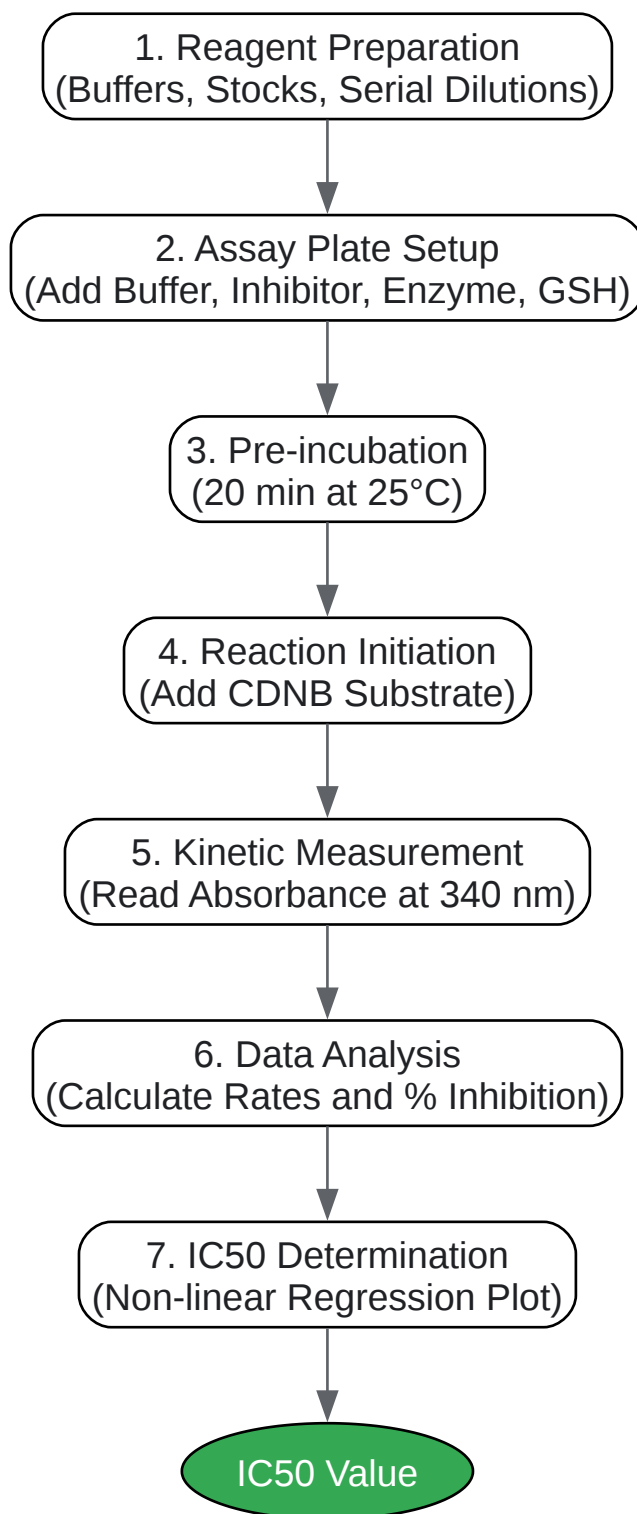 1. Reagent Preparation
(Buffers, Stocks, Serial Dilutions)
2. Assay Plate Setup
(Add Buffer, Inhibitor, Enzyme, GSH)
3. Pre-incubation
(20 min at 25°C)
4. Reaction Initiation
(Add CDNB Substrate)
5. Kinetic Measurement
(Read Absorbance at 340 nm)
6. Data Analysis
(Calculate Rates and % Inhibition)
7. IC50 Determination
(Non-linear Regression Plot)
IC50 Value